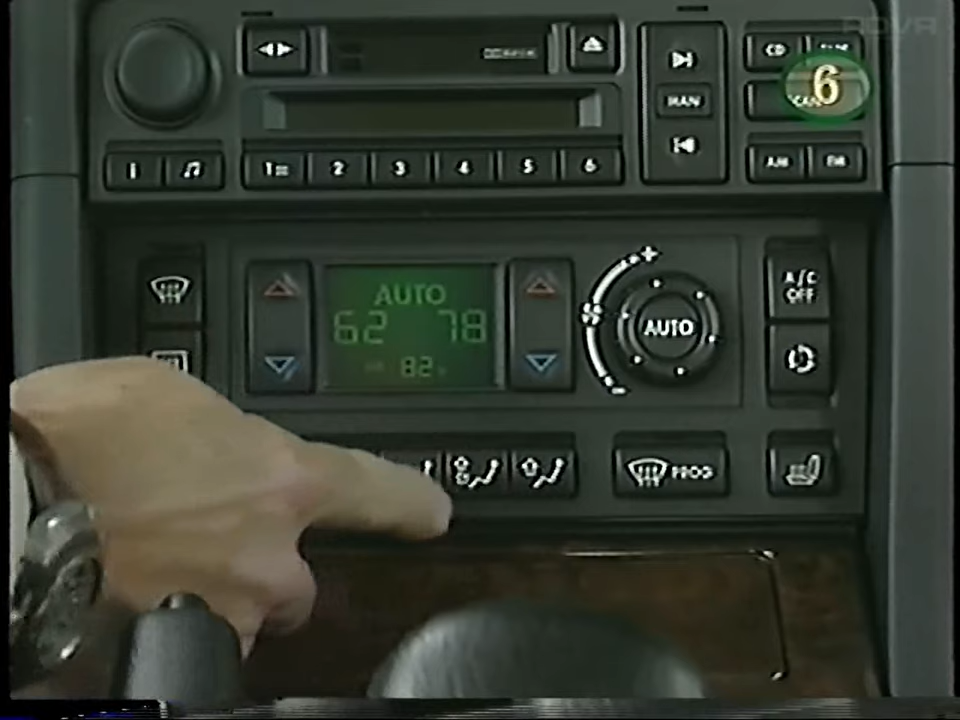 CD
6
MAN
AM FM
1 2 3 4 5 6
AUTO
62 78
82
AUTO
A/C
OFF
PROG